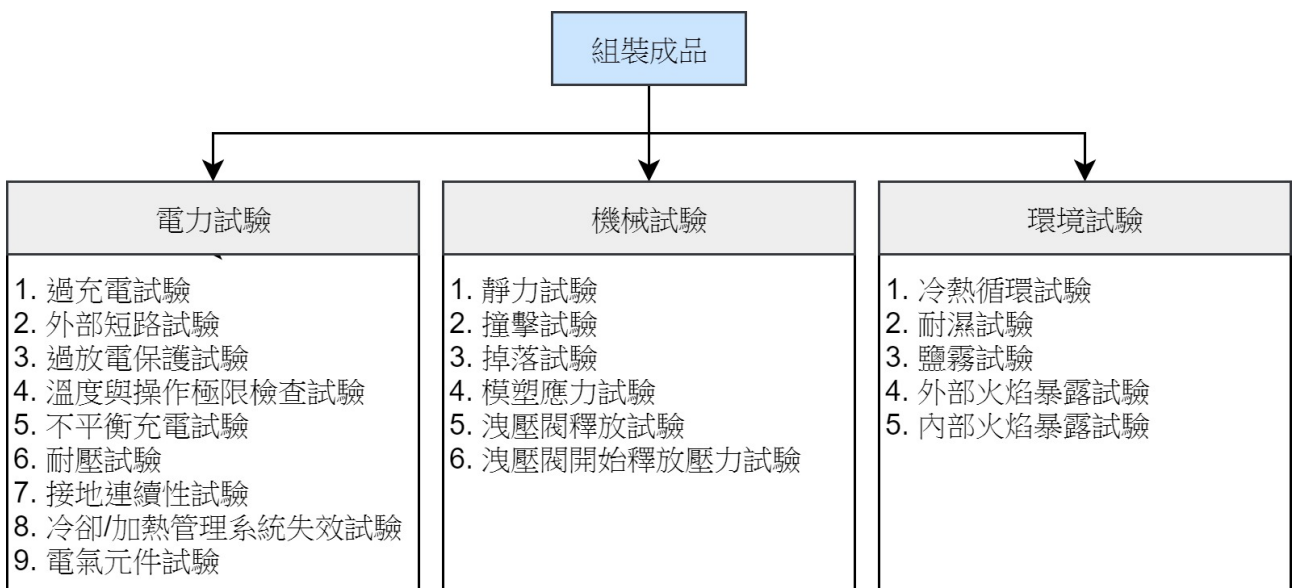 組裝成品
電力試驗
1. 過充電試驗
2. 外部短路試驗
3. 過放電保護試驗
4. 溫度與操作極限檢查試驗
5. 不平衡充電試驗
6. 耐壓試驗
7. 接地連續性試驗
8. 冷卻/加熱管理系統失效試驗
9. 電氣元件試驗
機械試驗
1. 靜力試驗
2. 撞擊試驗
3. 掉落試驗
4. 模塑應力試驗
5. 洩壓閥釋放試驗
6. 洩壓閥開始釋放壓力試驗
環境試驗
1. 冷熱循環試驗
2. 耐濕試驗
3. 鹽霧試驗
4. 外部火焰暴露試驗
5. 內部火焰暴露試驗